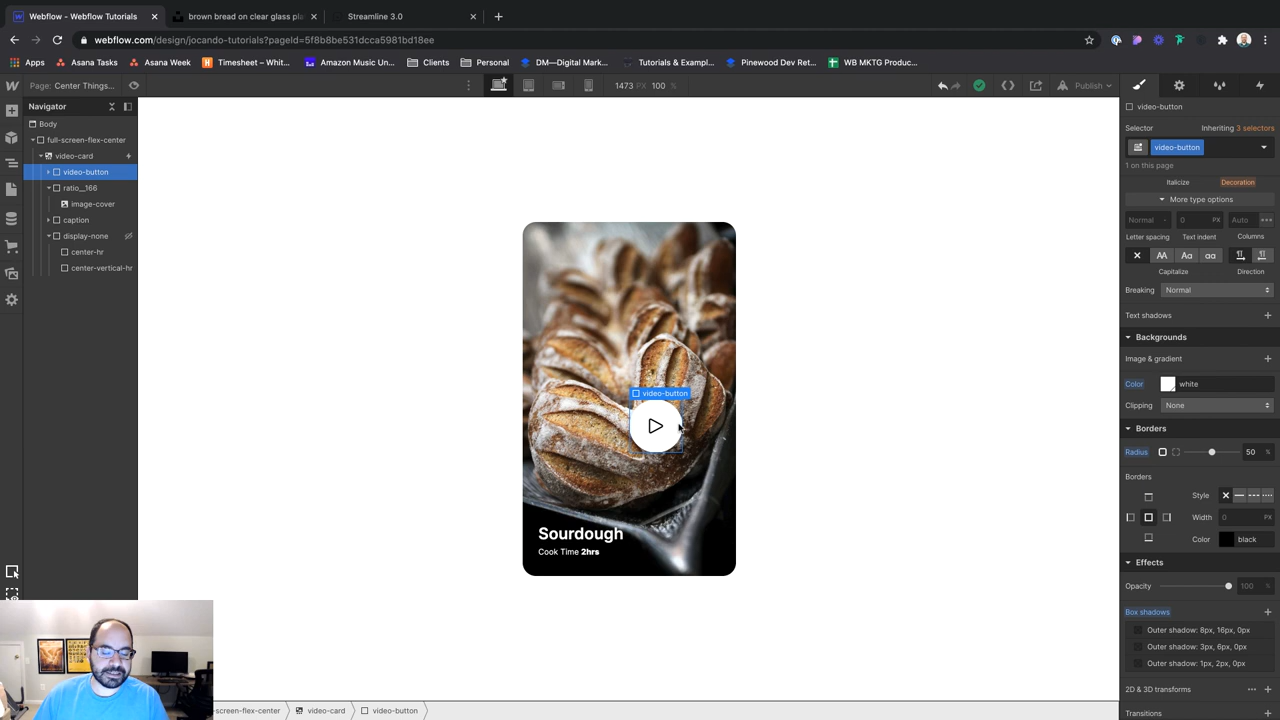 Webflow - Webflow Tutorials
brown bread on clear glass pla
Streamline 3.0
webflow.com/design/jocando-tutorials?pageId=5f8b8be531dcca5981bd18ee
Apps
Asana Tasks
Asana Week
Timesheet – Whit...
Amazon Music Un...
Clients
Personal
DM—Digital Mark...
Tutorials & Exampl...
Pinewood Dev Ret...
WB MKTG Produc...
Page: Center Things...
1473 PX 100 %
Publish
Navigator
Body
full-screen-flex-center
video-card
video-button
ratio__166
image-cover
caption
display-none
center-hr
center-vertical-hr
video-button
Sourdough
Cook Time 2hrs
-screen-flex-center
video-card
video-button
video-button
Selector
Inheriting 3 selectors
video-button
1 on this page
Italicize
Decoration
More type options
Normal
0 PX
Auto
Letter spacing
Text indent
Columns
AA
Aa
aa
Capitalize
Direction
Breaking
Normal
Text shadows
Backgrounds
Image & gradient
Color
white
Clipping
None
Borders
Radius
50 %
Borders
Style
Width
0 PX
Color
black
Effects
Opacity
100 %
Box shadows
Outer shadow: 8px, 16px, 0px
Outer shadow: 3px, 6px, 0px
Outer shadow: 1px, 2px, 0px
2D & 3D transforms
Transitions